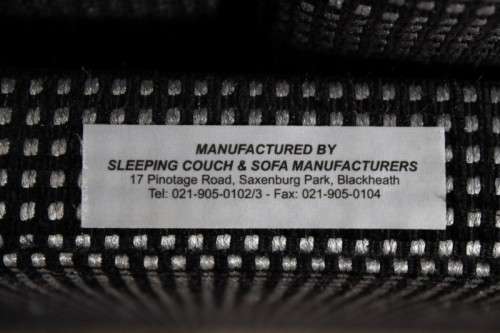 MANUFACTURED BY
SLEEPING COUCH & SOFA MANUFACTURERS
17 Pinotage Road, Saxenburg Park, Blackheath
Tel: 021-905-0102/3 - Fax: 021-905-0104